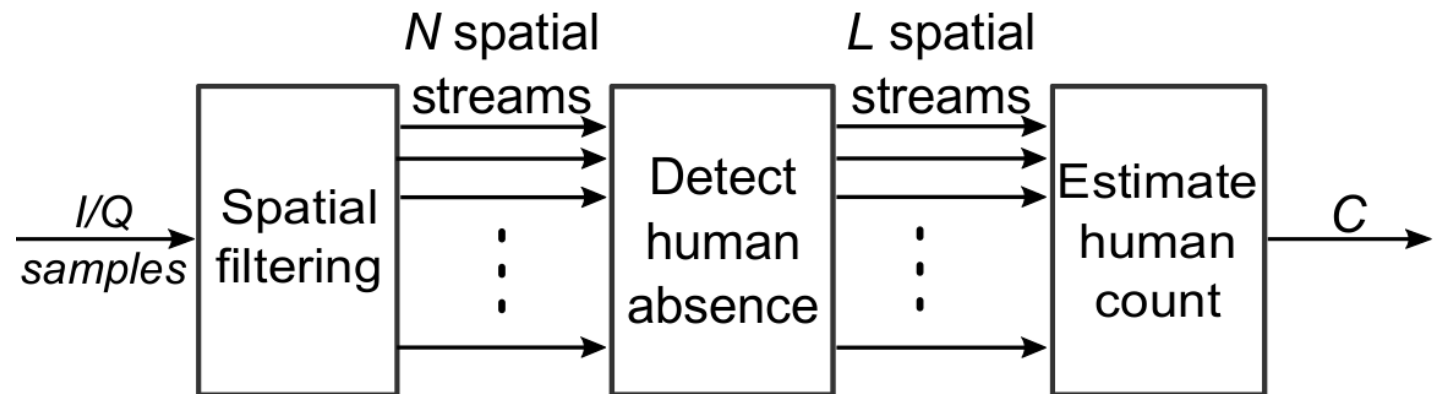 I/Q
samples
Spatial
filtering
N spatial
streams
Detect
human
absence
L spatial
streams
Estimate
human
count
C